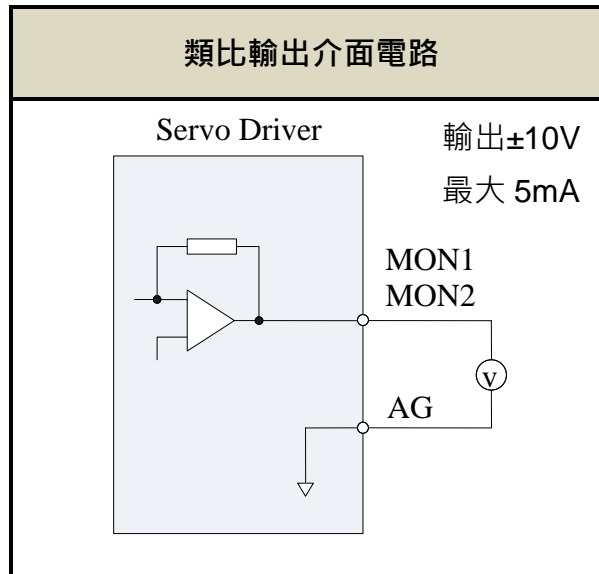 類比輸出介面電路
Servo Driver
輸出±10V
最大 5mA
MON1
MON2
AG
v